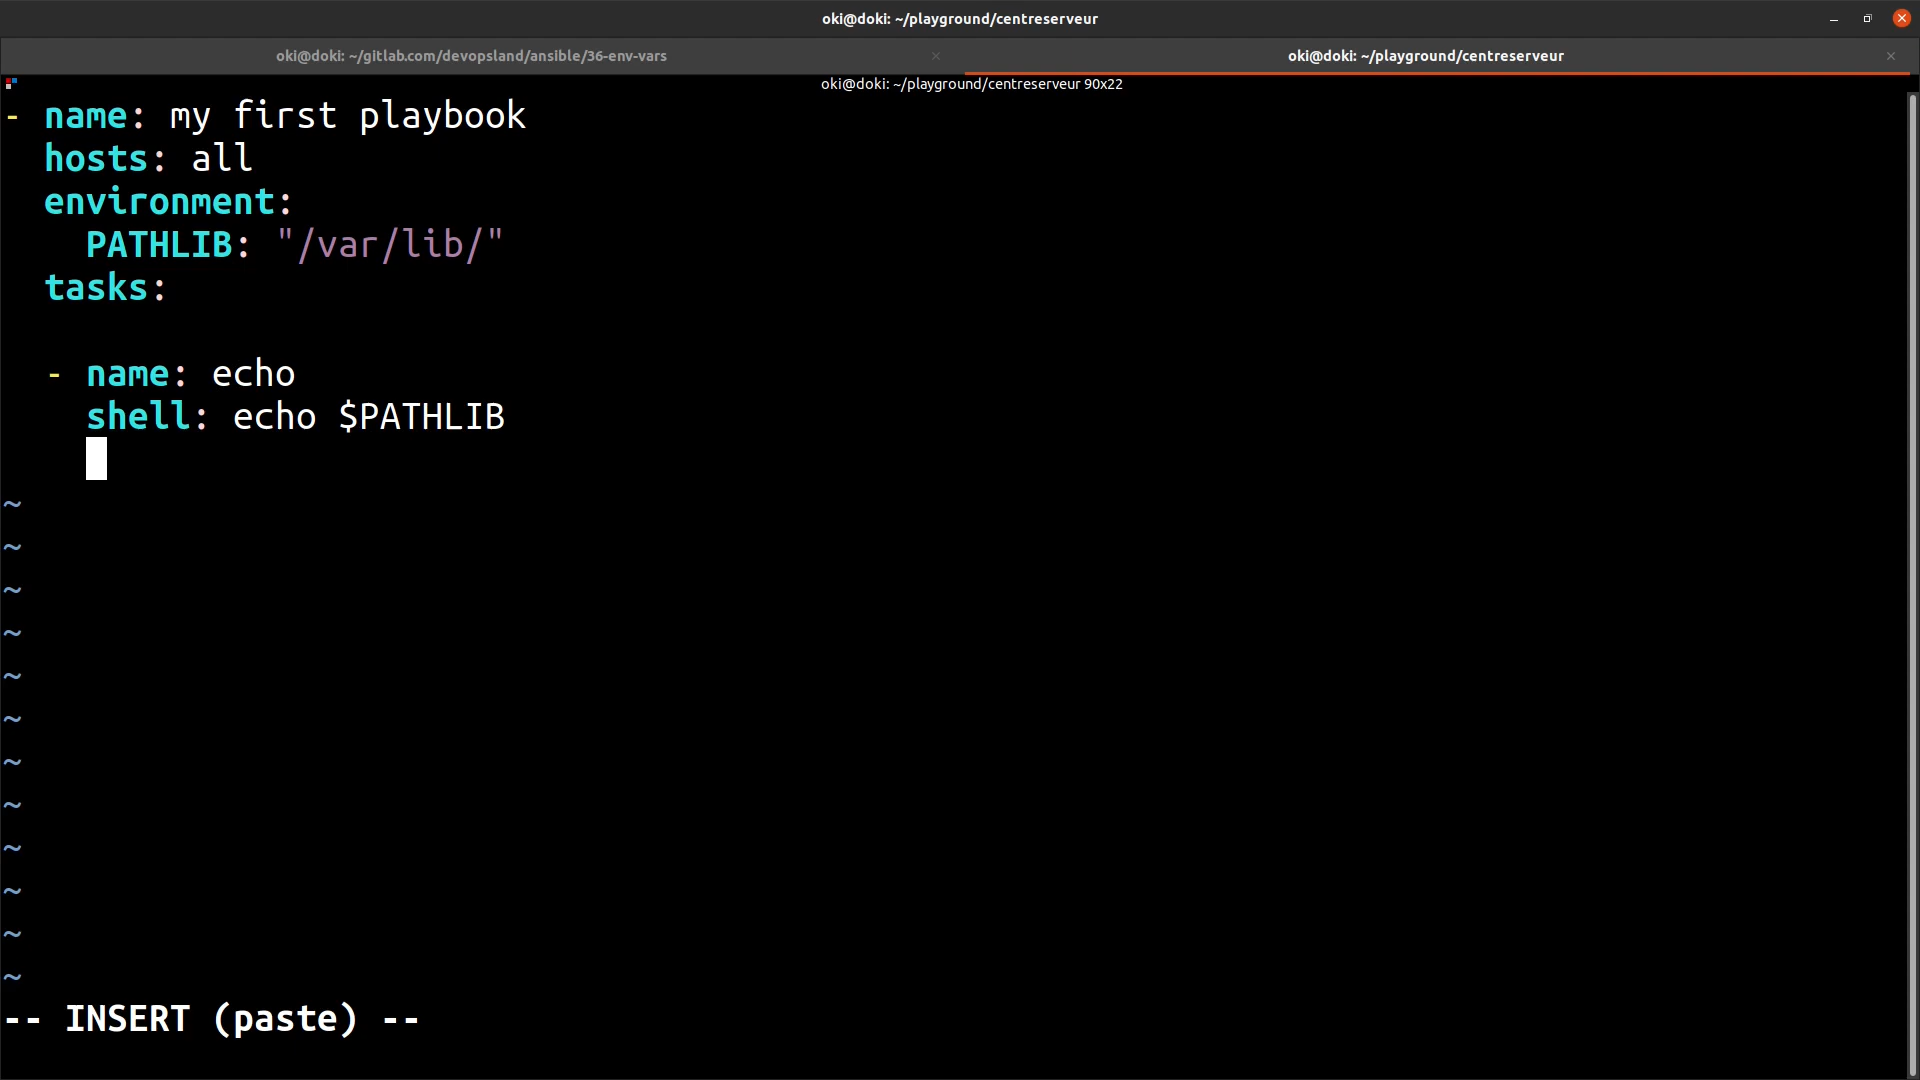 oki@doki: ~/playground/centreserveur
oki@doki: ~/gitlab.com/devopsland/ansible/36-env-vars
oki@doki: ~/playground/centreserveur
oki@doki: ~/playground/centreserveur 90x22
- name: my first playbook
  hosts: all
  environment:
    PATHLIB: "/var/lib/"
  tasks:

  - name: echo
    shell: echo $PATHLIB

~
~
~
~
~
~
~
~
~
~
~
~
-- INSERT (paste) --